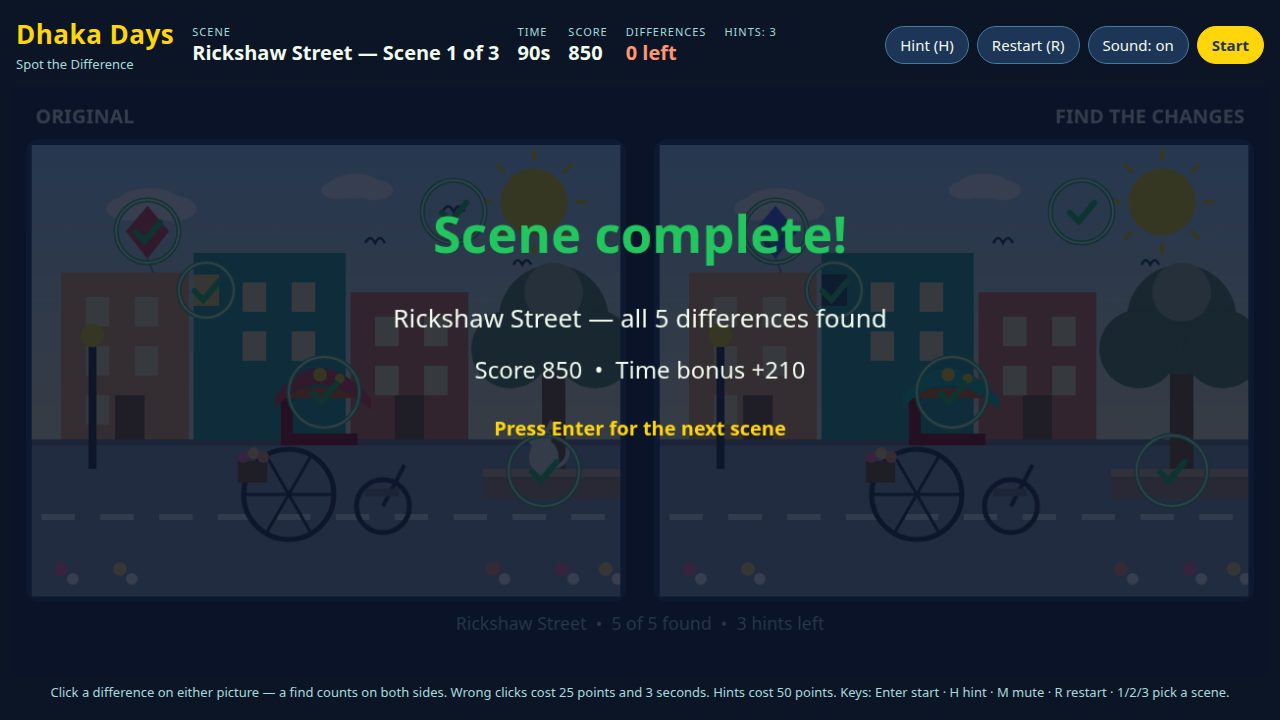 Dhaka Days
Spot the Difference
SCENE
Rickshaw Street — Scene 1 of 3
TIME
90s
SCORE
850
DIFFERENCES
0 left
HINTS: 3
Hint (H)
Restart (R)
Sound: on
Start
ORIGINAL
FIND THE CHANGES
Scene complete!
Rickshaw Street — all 5 differences found
Score 850 • Time bonus +210
Press Enter for the next scene
Rickshaw Street • 5 of 5 found • 3 hints left
Click a difference on either picture — a find counts on both sides. Wrong clicks cost 25 points and 3 seconds. Hints cost 50 points. Keys: Enter start · H hint · M mute · R restart · 1/2/3 pick a scene.